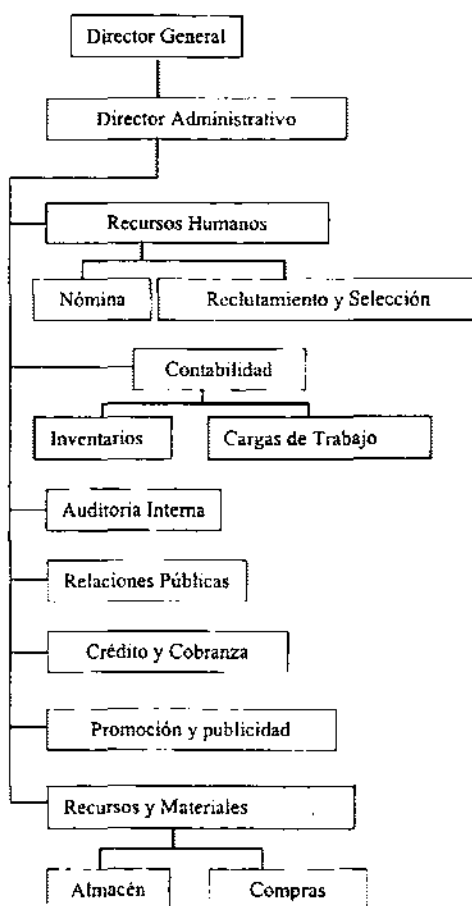 Director General
Director Administrativo
Recursos Humanos
Nómina
Reclutamiento y Selección
Contabilidad
Inventarios
Cargas de Trabajo
Auditoria Interna
Relaciones Públicas
Crédito y Cobranza
Promoción y publicidad
Recursos y Materiales
Almacén
Compras